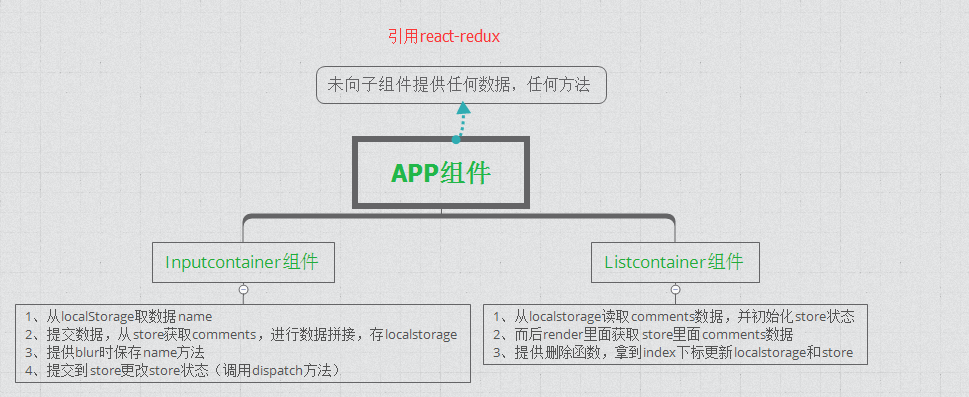 引用react-redux
未向子组件提供任何数据，任何方法
APP组件
Inputcontainer组件
Listcontainer组件
1、从localStorage取数据name
2、提交数据，从store获取comments，进行数据拼接，存localstorage
3、提供blur时保存name方法
4、提交到store更改store状态（调用dispatch方法）
1、从localstorage读取comments数据，并初始化store状态
2、而后render里面获取store里面comments数据
3、提供删除函数，拿到index下标更新localstorage和store